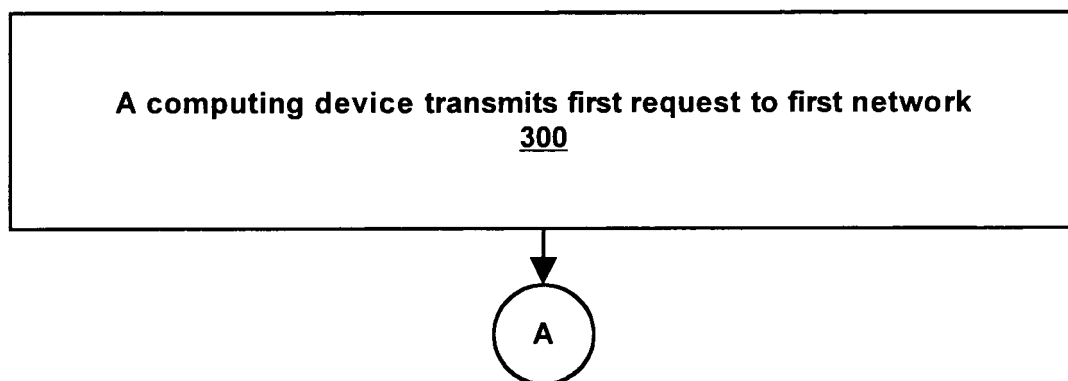 A computing device transmits first request to first network
300
A